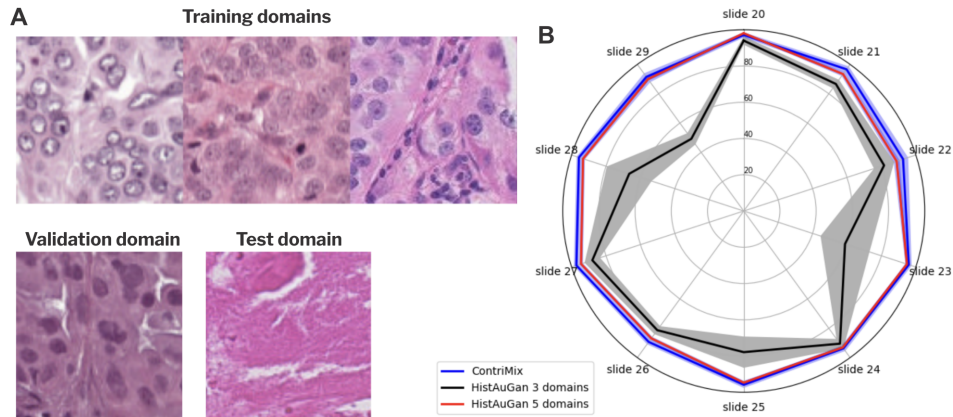 A
Training domains
Validation domain
Test domain
B
slide 20
slide 21
slide 22
slide 23
slide 24
slide 25
slide 26
slide 27
slide 28
slide 29
80
60
40
20
ContriMix
HistAuGan 3 domains
HistAuGan 5 domains